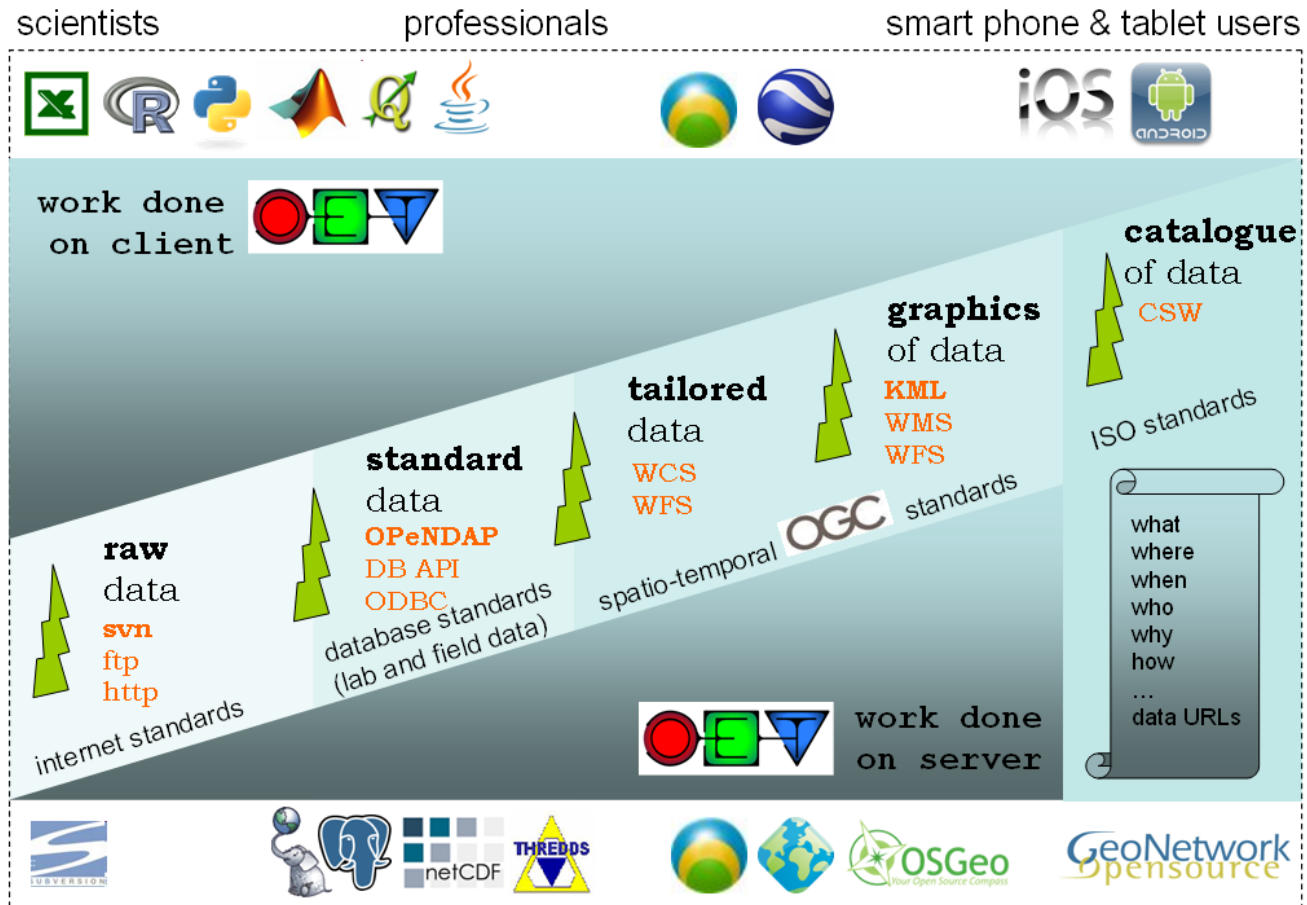 scientists
professionals
smart phone & tablet users
R
iOS
ANDROID
work done
on client
OET
catalogue
of data
CSW
ISO standards
graphics
of data
KML
WMS
WFS
tailored
data
WCS
WFS
spatio-temporal OGC standards
standard
data
OPeNDAP
DB API
ODBC
database standards
(lab and field data)
raw
data
svn
ftp
http
internet standards
what
where
when
who
why
how
...
data URLs
OET
work done
on server
SUBVERSION
netCDF
THREDDS
OSGeo
Your Open Source Compass
GeoNetwork
Opensource